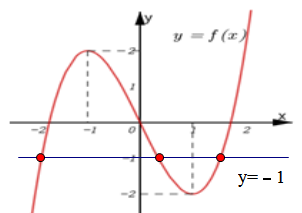 y
y = f(x)
2
-2 -1 0 1 2 x
-1
-2
y= – 1